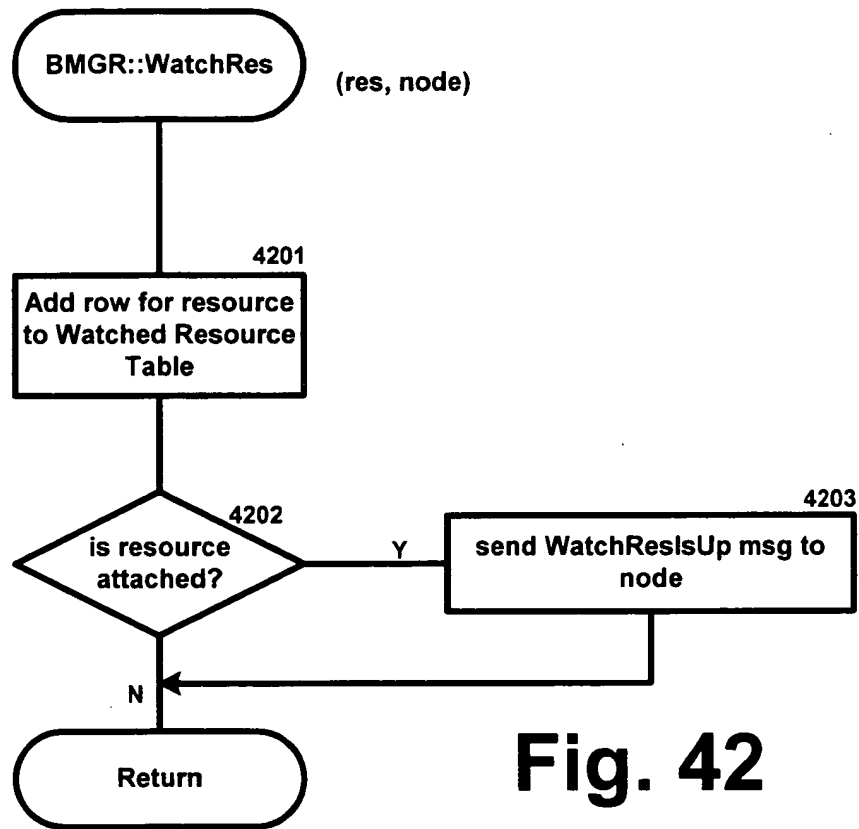 BMGR::WatchRes
(res, node)
4201
Add row for resource
to Watched Resource
Table
4202
is resource
attached?
Y
4203
send WatchResIsUp msg to
node
N
Return
Fig. 42